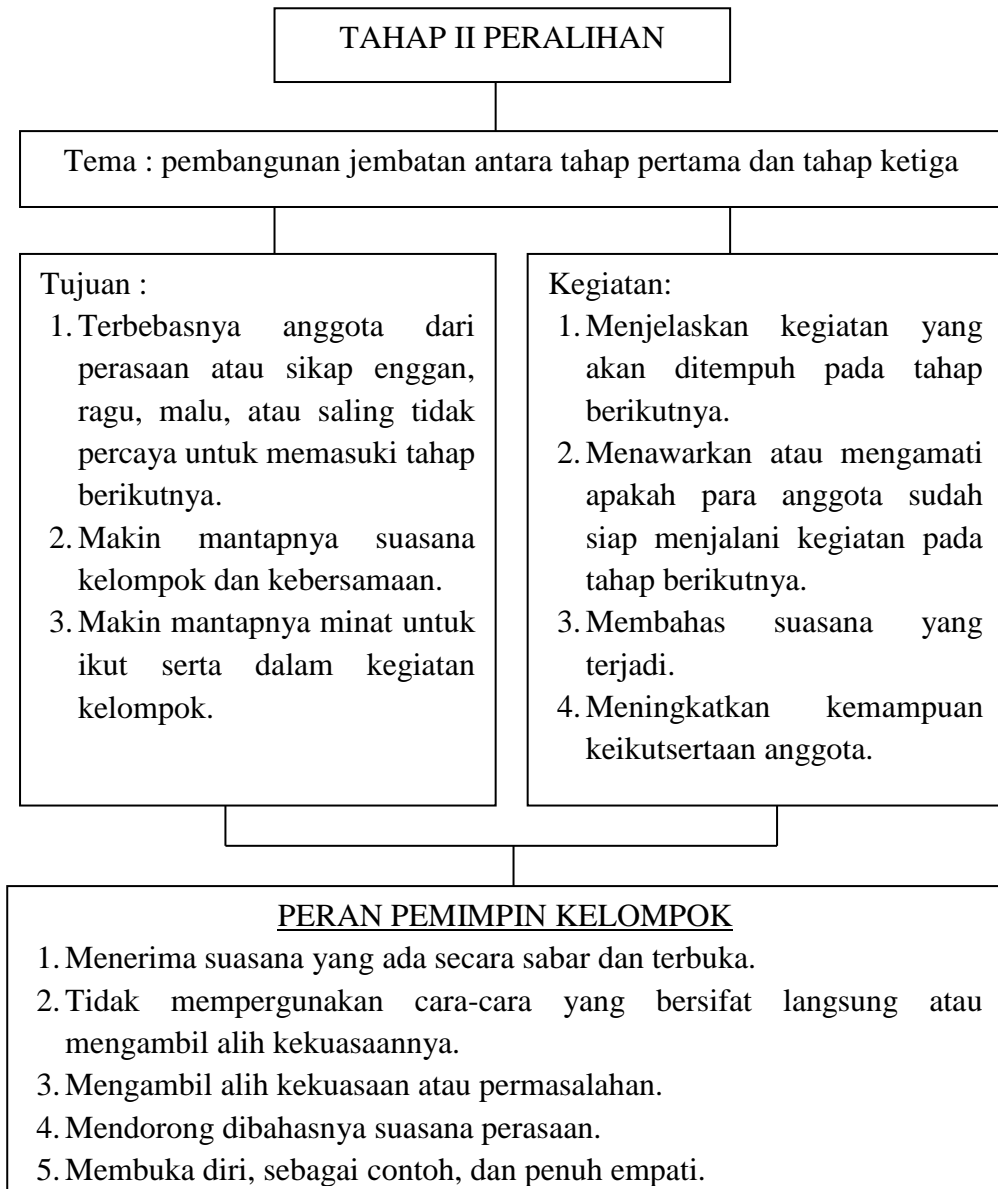 TAHAP II PERALIHAN
Tema : pembangunan jembatan antara tahap pertama dan tahap ketiga
Tujuan :
1. Terbebasnya anggota dari
perasaan atau sikap enggan,
ragu, malu, atau saling tidak
percaya untuk memasuki tahap
berikutnya.
2. Makin mantapnya suasana
kelompok dan kebersamaan.
3. Makin mantapnya minat untuk
ikut serta dalam kegiatan
kelompok.
Kegiatan:
1. Menjelaskan kegiatan yang
akan ditempuh pada tahap
berikutnya.
2. Menawarkan atau mengamati
apakah para anggota sudah
siap menjalani kegiatan pada
tahap berikutnya.
3. Membahas suasana yang
terjadi.
4. Meningkatkan kemampuan
keikutsertaan anggota.
PERAN PEMIMPIN KELOMPOK
1. Menerima suasana yang ada secara sabar dan terbuka.
2. Tidak mempergunakan cara-cara yang bersifat langsung atau
mengambil alih kekuasaannya.
3. Mengambil alih kekuasaan atau permasalahan.
4. Mendorong dibahasnya suasana perasaan.
5. Membuka diri, sebagai contoh, dan penuh empati.